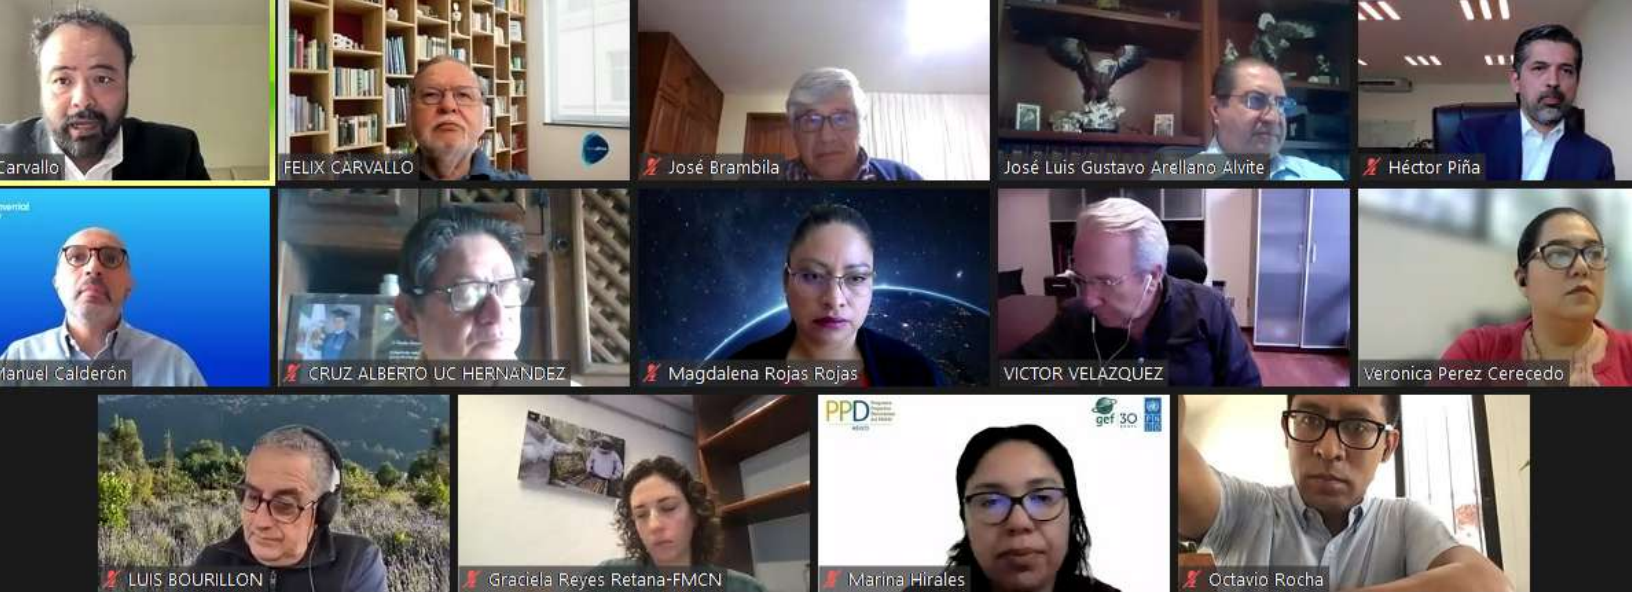 Carvallo
FELIX CARVALLO
José Brambila
José Luis Gustavo Arellano Alvite
Héctor Piña
Manuel Calderón
CRUZ ALBERTO UC HERNANDEZ
Magdalena Rojas Rojas
VICTOR VELAZQUEZ
Veronica Perez Cerecedo
PPD
MÉXICO
gef 30
LUIS BOURILLON
Graciela Reyes Retana-FMCN
Marina Hirales
Octavio Rocha